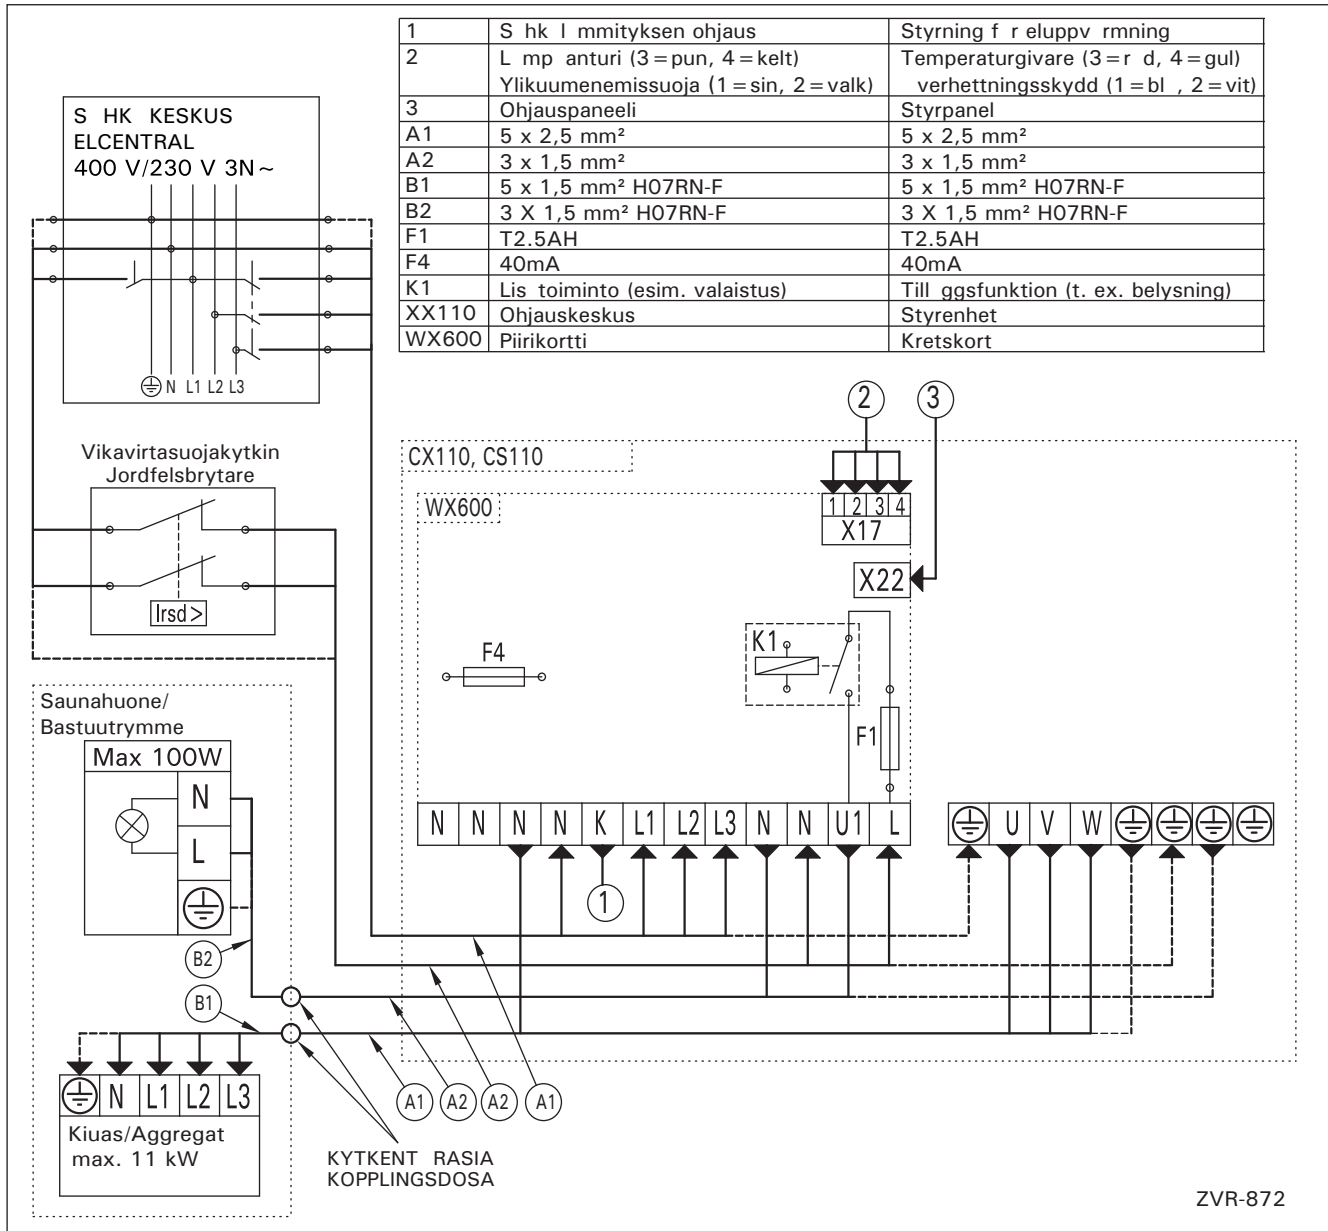 1 S hk l mmityksen ohjaus Styrning f r eluppv rmning
2 L mp anturi (3=pun, 4=kelt) Temperaturgivare (3=r d, 4=gul)
Ylikuumenemissuoja (1=sin, 2=valk) verhettningsskydd (1=bl , 2=vit)
3 Ohjauspaneeli Styrpanel
A1 5 x 2,5 mm² 5 x 2,5 mm²
A2 3 x 1,5 mm² 3 x 1,5 mm²
B1 5 x 1,5 mm² H07RN-F 5 x 1,5 mm² H07RN-F
B2 3 X 1,5 mm² H07RN-F 3 X 1,5 mm² H07RN-F
F1 T2.5AH T2.5AH
F4 40mA 40mA
K1 Lis toiminto (esim. valaistus) Till ggsfunktion (t. ex. belysning)
XX110 Ohjauskeskus Styrenhet
WX600 Piirikortti Kretskort
S HK KESKUS
ELCENTRAL
400 V/230 V 3N~
N L1 L2 L3
Vikavirtasuojakytkin
Jordfelsbrytare
Irsd>
2 3
CX110, CS110
WX600
1 2 3 4
X17
X22
K1
F4
F1
N N N N K L1 L2 L3 N N U1 L
U V W
1
Saunahuone/
Bastuutrymme
Max 100W
N
L
B2
B1
N L1 L2 L3
Kiuas/Aggregat
max. 11 kW
A1 A2 A2 A1
KYTKENT RASIA
KOPPLINGSDOSA
ZVR-872